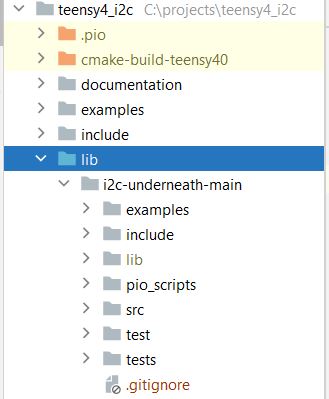 teensy4_i2c C:\projects\teensy4_i2c
.pio
cmake-build-teensy40
documentation
examples
include
lib
i2c-underneath-main
examples
include
lib
pio_scripts
src
test
tests
.gitignore